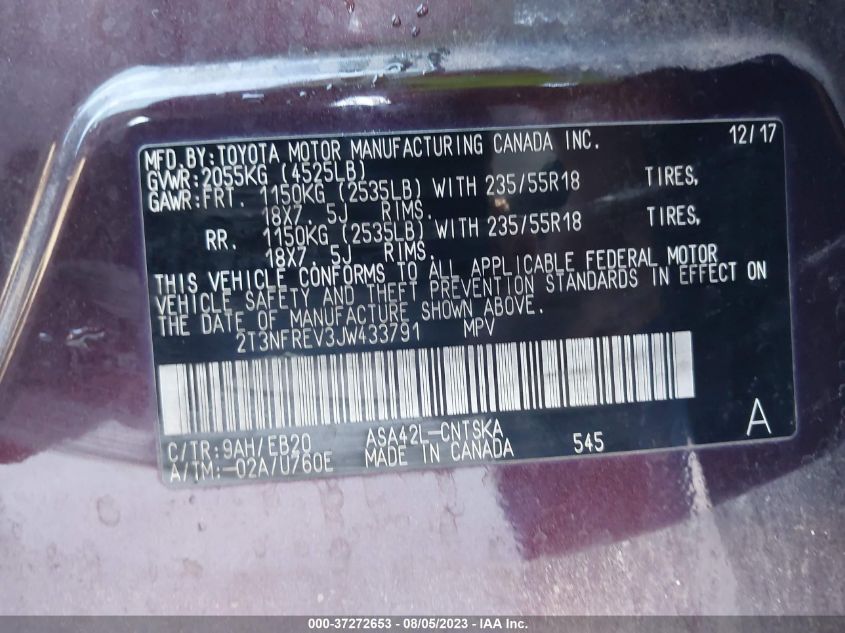 MFD.BY:TOYOTA MOTOR MANUFACTURING CANADA INC. 12/17
GVWR:2055KG (4525LB)
GAWR:FRT. 1150KG (2535LB) WITH 235/55R18 TIRES,
18X7. 5J RIMS.
RR. 1150KG (2535LB) WITH 235/55R18 TIRES,
18X7. 5J RIMS.
THIS VEHICLE CONFORMS TO ALL APPLICABLE FEDERAL MOTOR
VEHICLE SAFETY AND THEFT PREVENTION STANDARDS IN EFFECT ON
THE DATE OF MANUFACTURE SHOWN ABOVE.
2T3NFREV3JW433791 MPV
C/TR:9AH/EB20 ASA42L-CNTSKA A
A/TM:-02A/U760E MADE IN CANADA 545
000-37272653 - 08/05/2023 - IAA Inc.